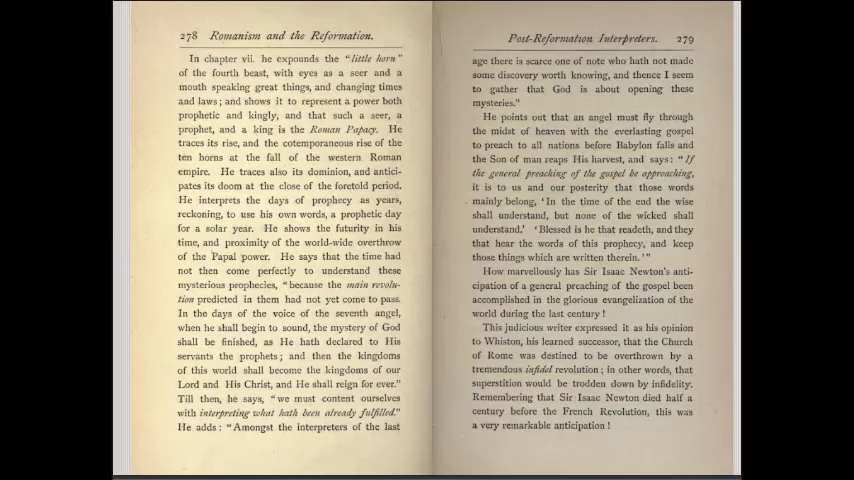 278 Romanism and the Reformation.
In chapter vii. he expounds the "little horn"
of the fourth beast, with eyes as a seer and a
mouth speaking great things, and changing times
and laws; and shows it to represent a power both
prophetic and kingly, and that such a seer, a
prophet, and a king is the Roman Papacy. He
traces its rise, and the cotemporaneous rise of the
ten horns at the fall of the western Roman
empire. He traces also its dominion, and antici-
pates its doom at the close of the foretold period.
He interprets the days of prophecy as years,
reckoning, to use his own words, a prophetic day
for a solar year. He shows the futurity in his
time, and proximity of the world-wide overthrow
of the Papal power. He says that the time had
not then come perfectly to understand these
mysterious prophecies, "because the main revolu-
tion predicted in them had not yet come to pass.
In the days of the voice of the seventh angel,
when he shall begin to sound, the mystery of God
shall be finished, as He hath declared to His
servants the prophets; and then the kingdoms
of this world shall become the kingdoms of our
Lord and His Christ, and He shall reign for ever."
Till then, he says, "we must content ourselves
with interpreting what hath been already fulfilled."
He adds: "Amongst the interpreters of the last
Post-Reformation Interpreters. 279
age there is scarce one of note who hath not made
some discovery worth knowing, and thence I seem
to gather that God is about opening these
mysteries."
He points out that an angel must fly through
the midst of heaven with the everlasting gospel
to preach to all nations before Babylon falls and
the Son of man reaps His harvest, and says: "If
the general preaching of the gospel be approaching,
it is to us and our posterity that those words
mainly belong, 'In the time of the end the wise
shall understand, but none of the wicked shall
understand.' 'Blessed is he that readeth, and they
that hear the words of this prophecy, and keep
those things which are written therein.'"
How marvellously has Sir Isaac Newton's anti-
cipation of a general preaching of the gospel been
accomplished in the glorious evangelization of the
world during the last century!
This judicious writer expressed it as his opinion
to Whiston, his learned successor, that the Church
of Rome was destined to be overthrown by a
tremendous infidel revolution; in other words, that
superstition would be trodden down by infidelity.
Remembering that Sir Isaac Newton died half a
century before the French Revolution, this was
a very remarkable anticipation!